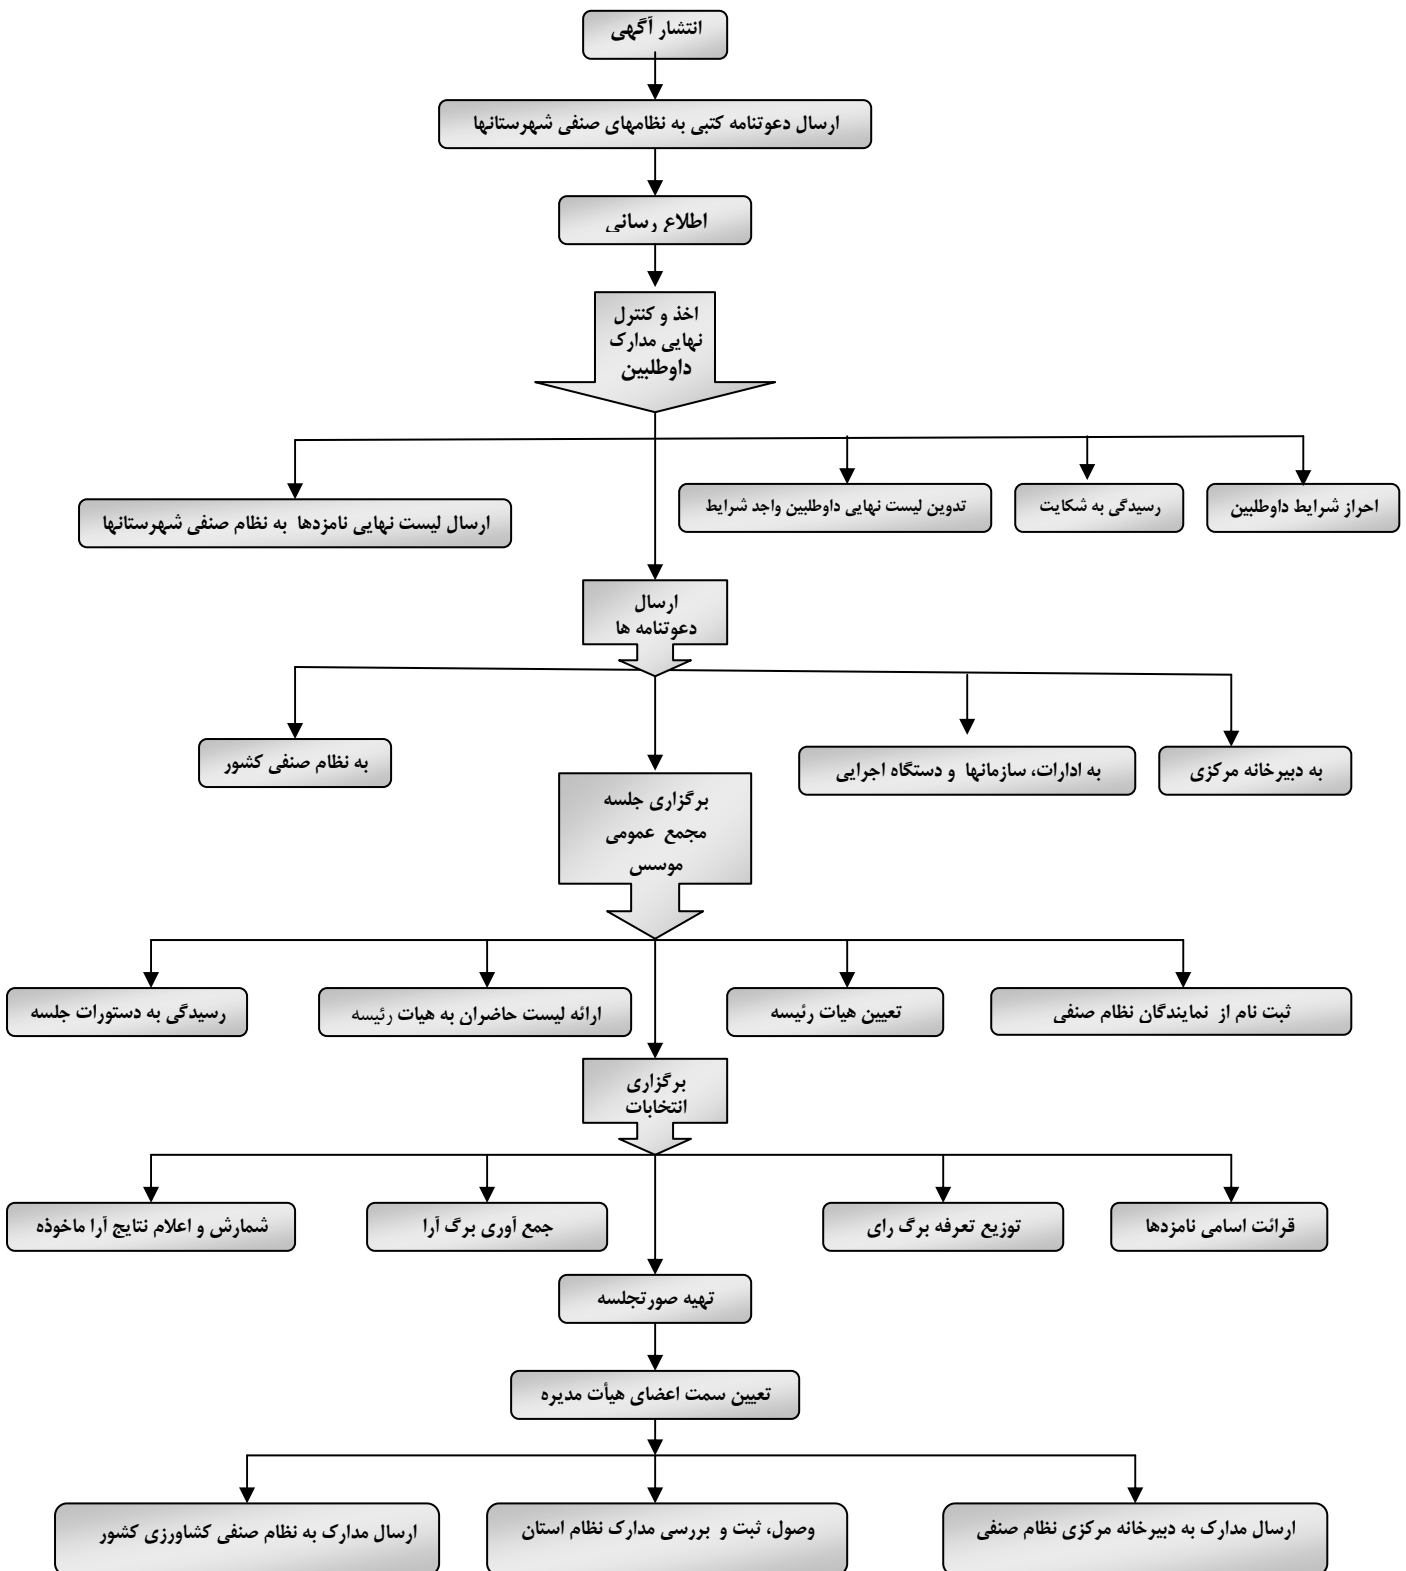 انتشار آگهی
ارسال دعوتنامه کتبی به نظامهای صنفی شهرستانها
اطلاع رسانی
اخذ و کنترل
نهایی مدارک
داوطلبین
احراز شرایط داوطلبین
رسیدگی به شکایت
تدوین لیست نهایی داوطلبین واجد شرایط
ارسال لیست نهایی نامزدها به نظام صنفی شهرستانها
ارسال
دعوتنامه ها
به دبیرخانه مرکزی
به ادارات، سازمانها و دستگاه اجرایی
به نظام صنفی کشور
برگزاری جلسه
مجمع عمومی
موسس
ثبت نام از نمایندگان نظام صنفی
تعیین هیات رئیسه
ارائه لیست حاضران به هیات رئیسه
رسیدگی به دستورات جلسه
برگزاری
انتخابات
قرائت اسامی نامزدها
توزیع تعرفه برگ رای
جمع آوری برگ آرا
شمارش و اعلام نتایج آرا ماخوذه
تهیه صورتجلسه
تعیین سمت اعضای هیأت مدیره
ارسال مدارک به دبیرخانه مرکزی نظام صنفی
وصول، ثبت و بررسی مدارک نظام استان
ارسال مدارک به نظام صنفی کشاورزی کشور